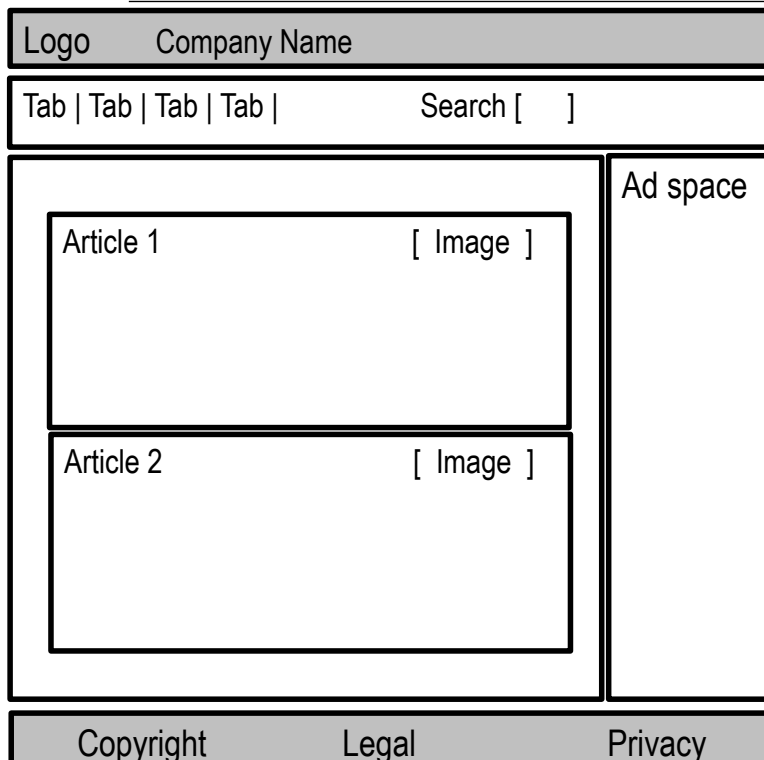 Logo Company Name
Tab | Tab | Tab | Tab | Search [ ]
Ad space
Article 1 [ Image ]
Article 2 [ Image ]
Copyright Legal Privacy